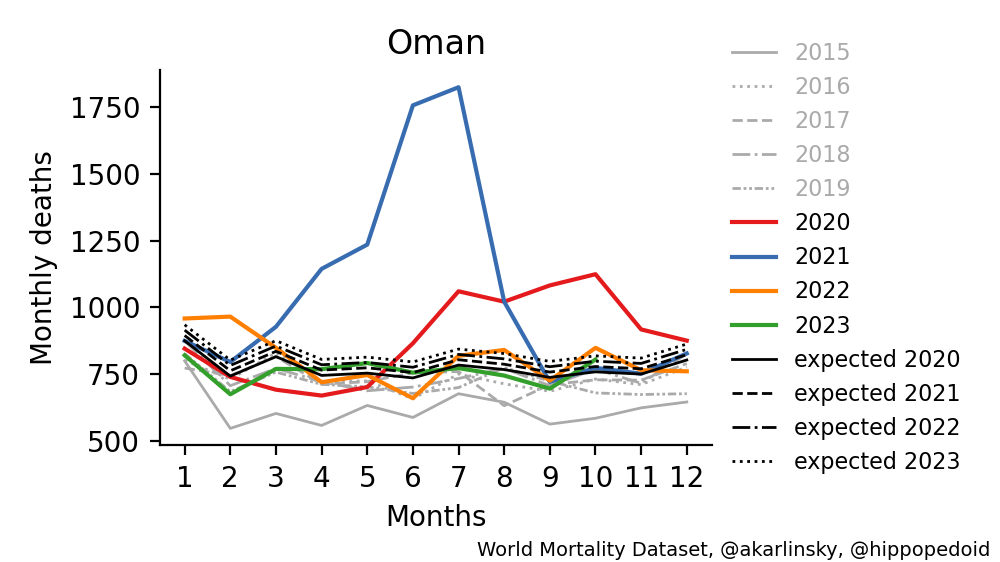 Oman
Monthly deaths
1750
1500
1250
1000
750
500
1 2 3 4 5 6 7 8 9 10 11 12
Months
2015
2016
2017
2018
2019
2020
2021
2022
2023
expected 2020
expected 2021
expected 2022
expected 2023
World Mortality Dataset, @akarlinsky, @hippopedoid